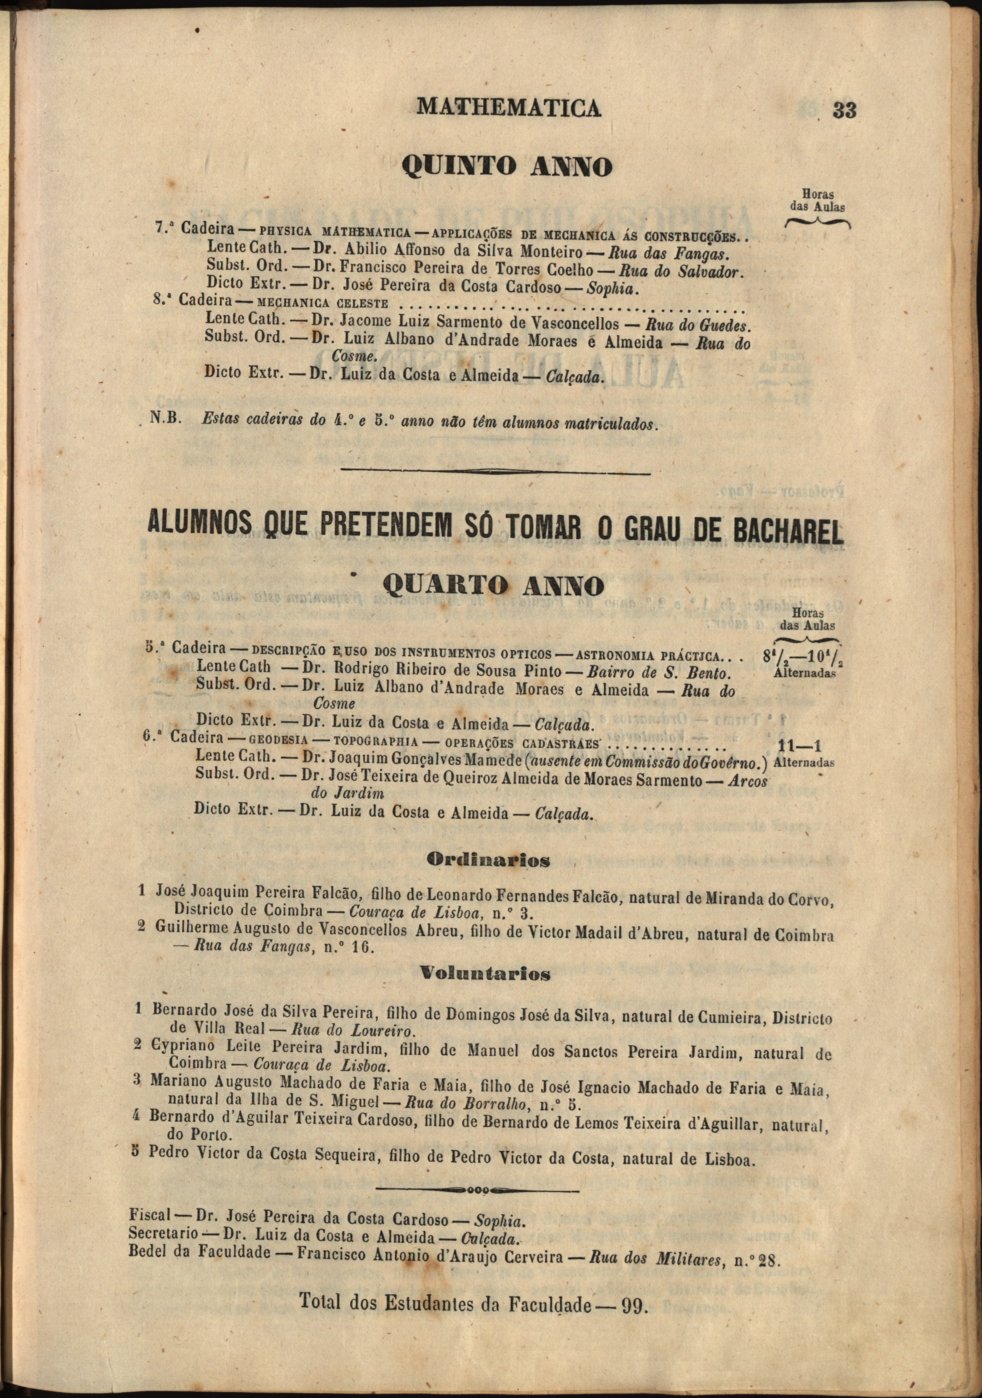 MATHEMATICA 33
QUINTO ANNO
Horas
das Aulas
7.ª Cadeira — PHYSICA MATHEMATICA — APPLICAÇÕES DE MECHANICA ÁS CONSTRUCÇÕES..
Lente Cath. — Dr. Abilio Affonso da Silva Monteiro — Rua das Fangas.
Subst. Ord. — Dr. Francisco Pereira de Torres Coelho — Rua do Salvador.
Dicto Extr. — Dr. José Pereira da Costa Cardoso — Sophia.
8.ª Cadeira — MECHANICA CELESTE ........................................
Lente Cath. — Dr. Jacome Luiz Sarmento de Vasconcellos — Rua do Guedes.
Subst. Ord. — Dr. Luiz Albano d'Andrade Moraes e Almeida — Rua do
Cosme.
Dicto Extr. — Dr. Luiz da Costa e Almeida — Calçada.
N.B. Estas cadeiras do 4.º e 5.º anno não têm alumnos matriculados.
ALUMNOS QUE PRETENDEM SÓ TOMAR O GRAU DE BACHAREL
QUARTO ANNO
Horas
das Aulas
5.ª Cadeira — DESCRIPÇÃO E USO DOS INSTRUMENTOS OPTICOS — ASTRONOMIA PRÁCTICA... 8 1/2—10 1/2
Lente Cath — Dr. Rodrigo Ribeiro de Sousa Pinto — Bairro de S. Bento. Alternadas
Subst. Ord. — Dr. Luiz Albano d'Andrade Moraes e Almeida — Rua do
Cosme
Dicto Extr. — Dr. Luiz da Costa e Almeida — Calçada.
6.ª Cadeira — GEODESIA — TOPOGRAPHIA — OPERAÇÕES CADASTRAES ............. 11—1
Lente Cath. — Dr. Joaquim Gonçalves Mamede (ausente em Commissão do Govêrno.) Alternadas
Subst. Ord. — Dr. José Teixeira de Queiroz Almeida de Moraes Sarmento — Arcos
do Jardim
Dicto Extr. — Dr. Luiz da Costa e Almeida — Calçada.
Ordinarios
1 José Joaquim Pereira Falcão, filho de Leonardo Fernandes Falcão, natural de Miranda do Corvo,
Districto de Coimbra — Couraça de Lisboa, n.º 3.
2 Guilherme Augusto de Vasconcellos Abreu, filho de Victor Madail d'Abreu, natural de Coimbra
— Rua das Fangas, n.º 16.
Voluntarios
1 Bernardo José da Silva Pereira, filho de Domingos José da Silva, natural de Cumieira, Districto
de Villa Real — Rua do Loureiro.
2 Cypriano Leite Pereira Jardim, filho de Manuel dos Sanctos Pereira Jardim, natural de
Coimbra — Couraça de Lisboa.
3 Mariano Augusto Machado de Faria e Maia, filho de José Ignacio Machado de Faria e Maia,
natural da Ilha de S. Miguel — Rua do Borralho, n.º 5.
4 Bernardo d'Aguilar Teixeira Cardoso, filho de Bernardo de Lemos Teixeira d'Aguillar, natural,
do Porto.
5 Pedro Victor da Costa Sequeira, filho de Pedro Victor da Costa, natural de Lisboa.
Fiscal — Dr. José Pereira da Costa Cardoso — Sophia.
Secretario — Dr. Luiz da Costa e Almeida — Calçada.
Bedel da Faculdade — Francisco Antonio d'Araujo Cerveira — Rua dos Militares, n.º 28.
Total dos Estudantes da Faculdade — 99.